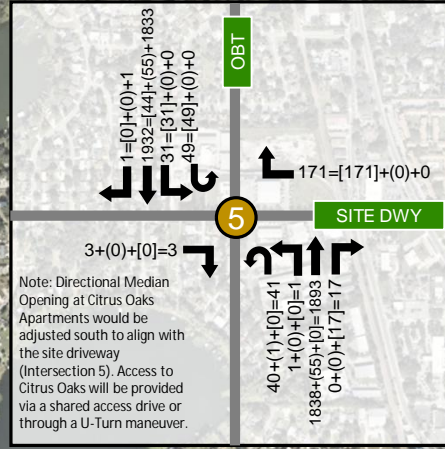 OBT
1=[0]+(0)+1
1932=[44]+(55)+1833
31=[31]+(0)+0
49=[49]+(0)+0
171=[171]+(0)+0
5
SITE DWY
3+(0)+[0]=3
40+(1)+[0]=41
1+(0)+[0]=1
1838+(55)+[0]=1893
0+(0)+[17]=17
Note: Directional Median
Opening at Citrus Oaks
Apartments would be
adjusted south to align with
the site driveway
(Intersection 5). Access to
Citrus Oaks will be provided
via a shared access drive or
through a U-Turn maneuver.